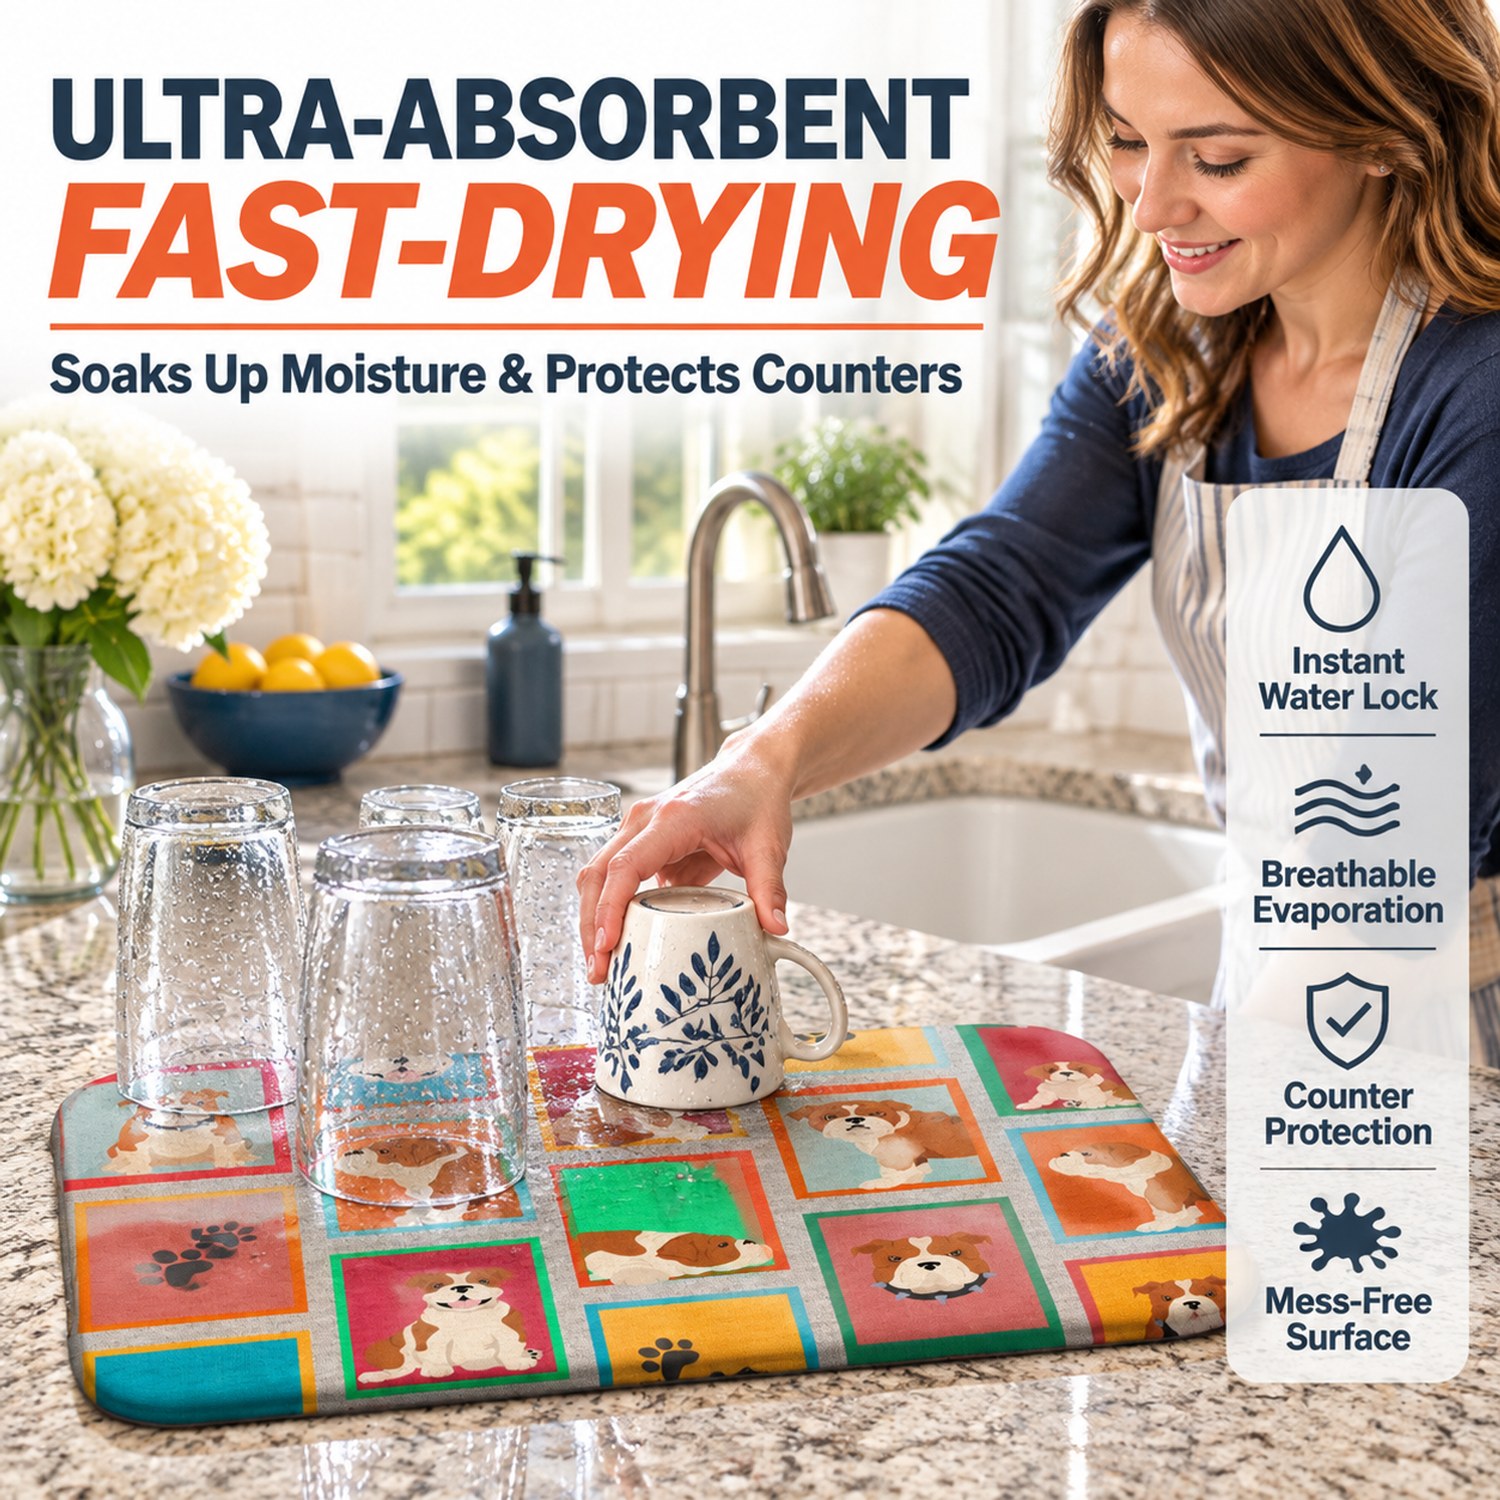 ULTRA-ABSORBENT
FAST-DRYING
Soaks Up Moisture & Protects Counters
Instant
Water Lock
Breathable
Evaporation
Counter
Protection
Mess-Free
Surface